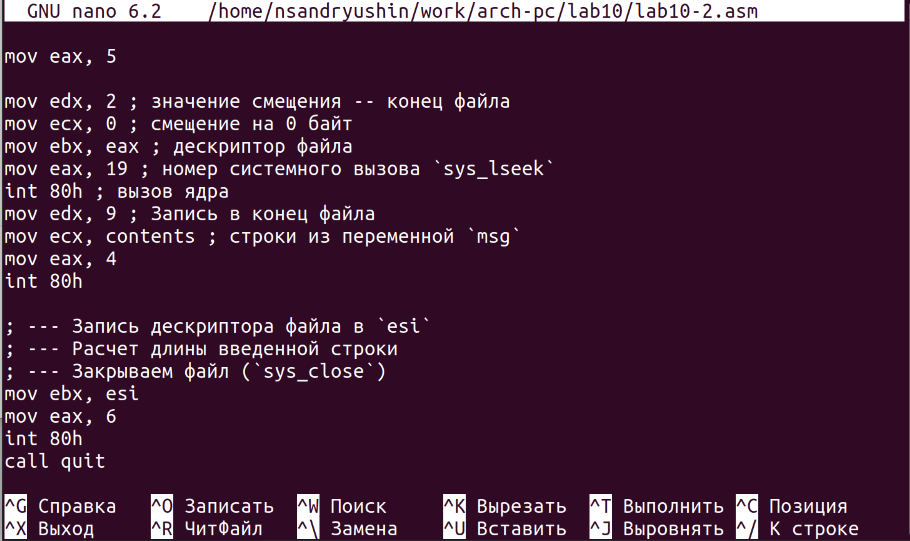 GNU nano 6.2    /home/nsandryushin/work/arch-pc/lab10/lab10-2.asm
mov eax, 5
mov edx, 2 ; значение смещения -- конец файла
mov ecx, 0 ; смещение на 0 байт
mov ebx, eax ; дескриптор файла
mov eax, 19 ; номер системного вызова `sys_lseek`
int 80h ; вызов ядра
mov edx, 9 ; Запись в конец файла
mov ecx, contents ; строки из переменной `msg`
mov eax, 4
int 80h
; --- Запись дескриптора файла в `esi`
; --- Расчет длины введенной строки
; --- Закрываем файл (`sys_close`)
mov ebx, esi
mov eax, 6
int 80h
call quit
^G Справка ^O Записать ^W Поиск ^K Вырезать ^T Выполнить ^C Позиция
^X Выход ^R ЧитФайл ^\ Замена ^U Вставить ^J Выровнять ^/ К строке